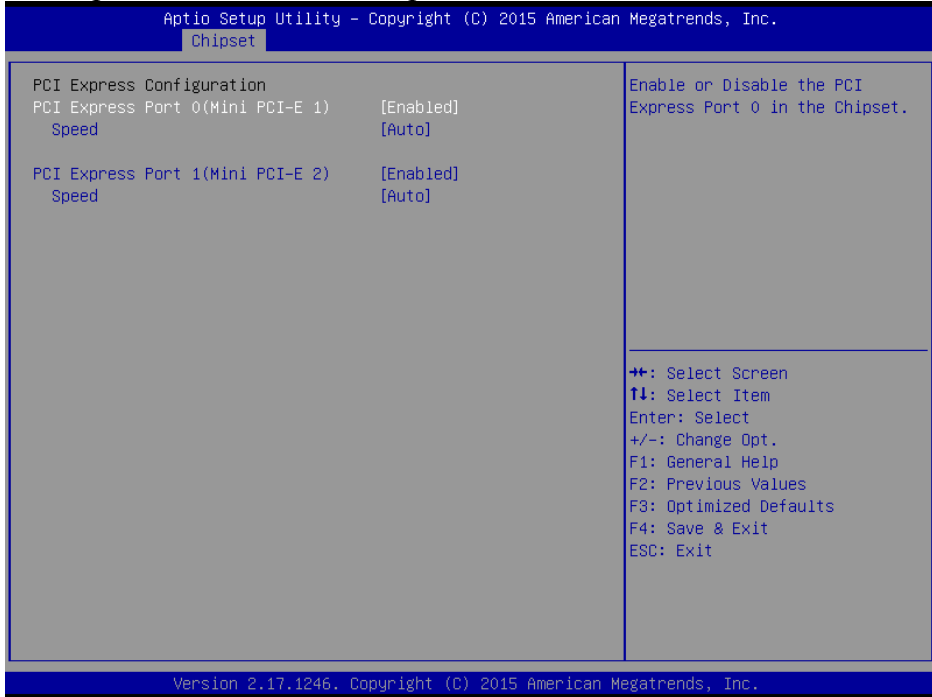 Aptio Setup Utility – Copyright (C) 2015 American Megatrends, Inc.
Chipset
PCI Express Configuration
PCI Express Port 0(Mini PCI-E 1) [Enabled]
Speed [Auto]
PCI Express Port 1(Mini PCI-E 2) [Enabled]
Speed [Auto]
Enable or Disable the PCI
Express Port 0 in the Chipset.
→←: Select Screen
↑↓: Select Item
Enter: Select
+/-: Change Opt.
F1: General Help
F2: Previous Values
F3: Optimized Defaults
F4: Save & Exit
ESC: Exit
Version 2.17.1246. Copyright (C) 2015 American Megatrends, Inc.